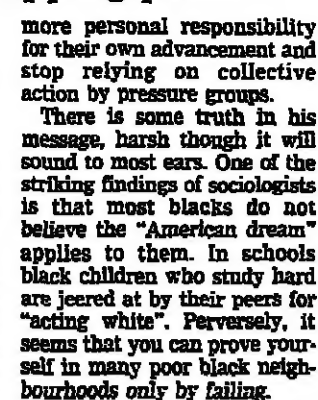 more personal responsibility
for their own advancement and
stop relying on collective
action by pressure groups.
There is some truth in his
message, harsh though it will
sound to most ears. One of the
striking findings of sociologists
is that most blacks do not
believe the “American dream”
applies to them. In schools
black children who study hard
are jeered at by their peers for
“acting white”. Perversely, it
seems that you can prove your-
self in many poor black neigh-
bourhoods only by failing.